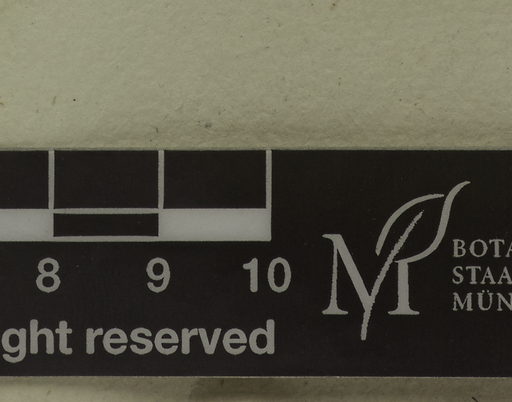 8 9 10
ght reserved
M
BOTA
STAA
MÜN